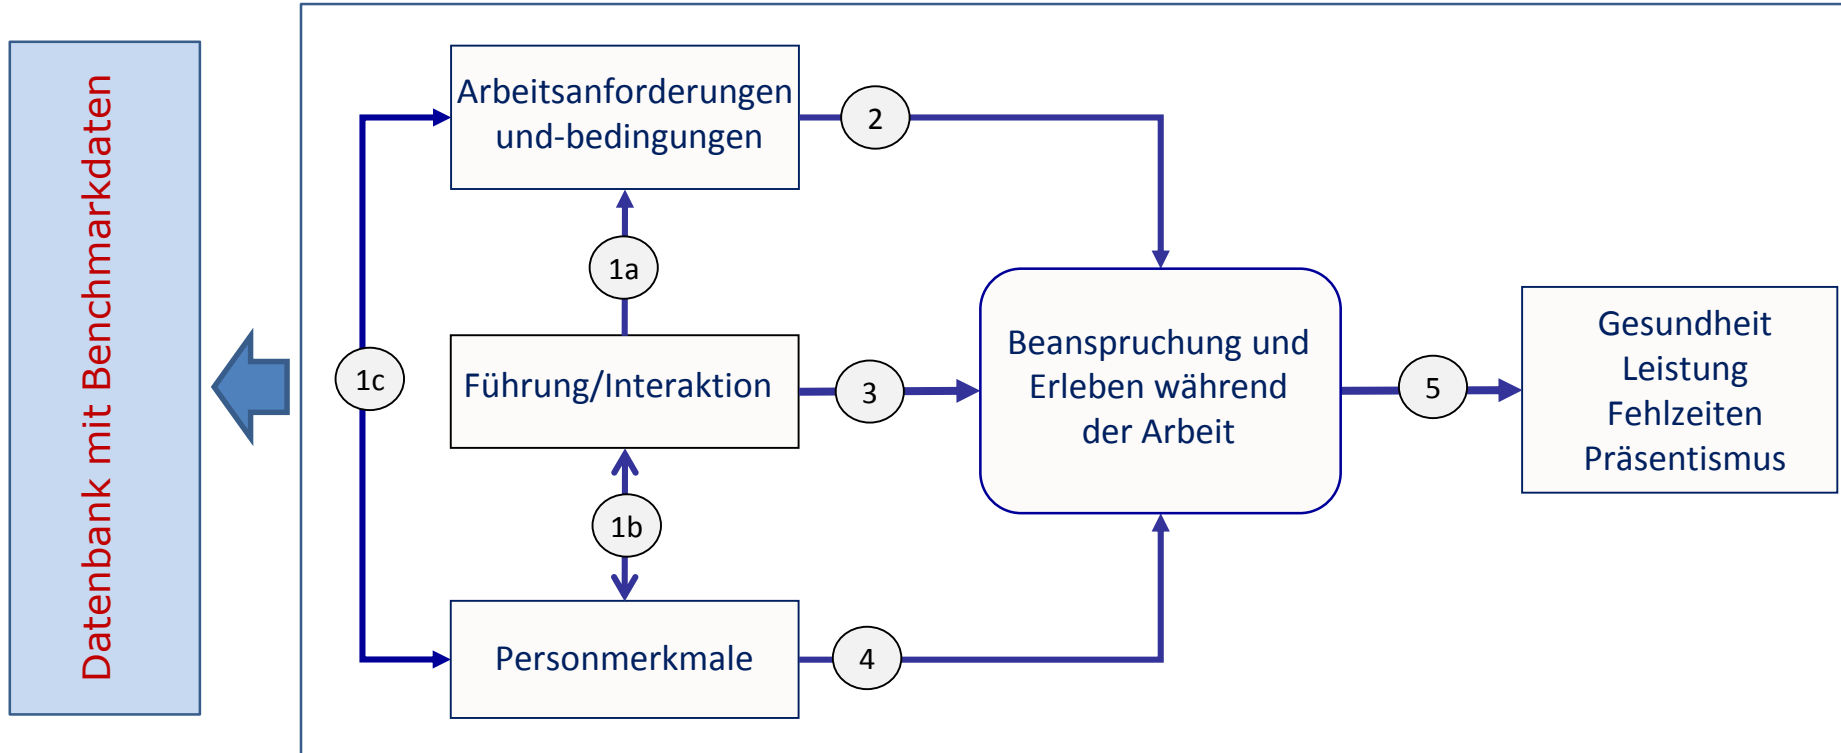 Datenbank mit Benchmarkdaten
Arbeitsanforderungen
und-bedingungen
2
1a
1c
Führung/Interaktion
3
Beanspruchung und
Erleben während
der Arbeit
5
Gesundheit
Leistung
Fehlzeiten
Präsentismus
1b
Personmerkmale
4